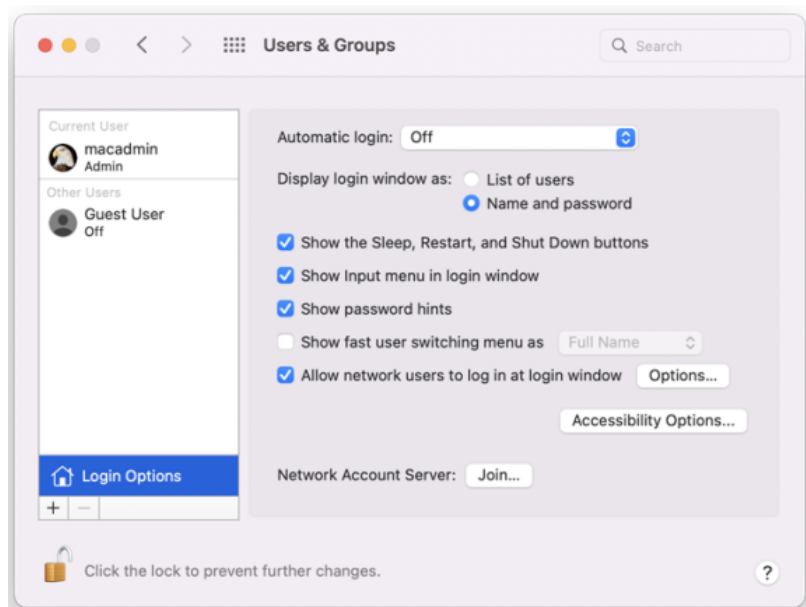 Users & Groups
Search
Current User
macadmin
Admin
Other Users
Guest User
Off
Login Options
+ −
Automatic login: Off
Display login window as: List of users
Name and password
Show the Sleep, Restart, and Shut Down buttons
Show Input menu in login window
Show password hints
Show fast user switching menu as Full Name
Allow network users to log in at login window Options...
Accessibility Options...
Network Account Server: Join...
Click the lock to prevent further changes.
?